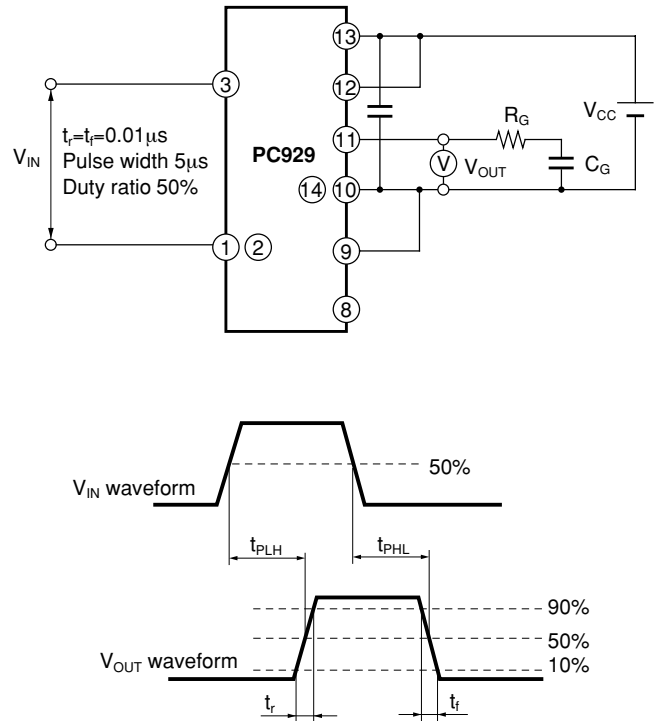 13
3
12
V_CC
R_G
t_r=t_f=0.01μs
11
V_IN
Pulse width 5μs
PC929
V
V_OUT
C_G
Duty ratio 50%
14
10
1
2
9
8
50%
V_IN waveform
t_PLH
t_PHL
90%
50%
V_OUT waveform
10%
t_r
t_f